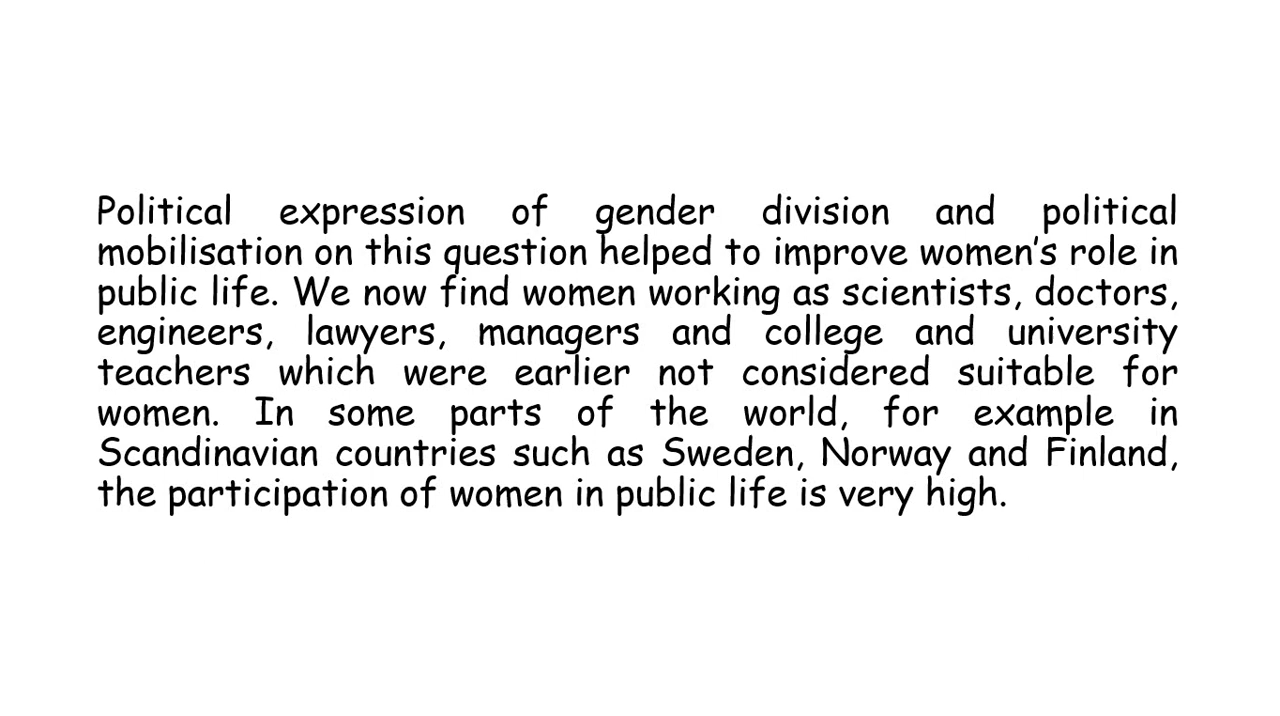 Political expression of gender division and political
mobilisation on this question helped to improve women’s role in
public life. We now find women working as scientists, doctors,
engineers, lawyers, managers and college and university
teachers which were earlier not considered suitable for
women. In some parts of the world, for example in
Scandinavian countries such as Sweden, Norway and Finland,
the participation of women in public life is very high.